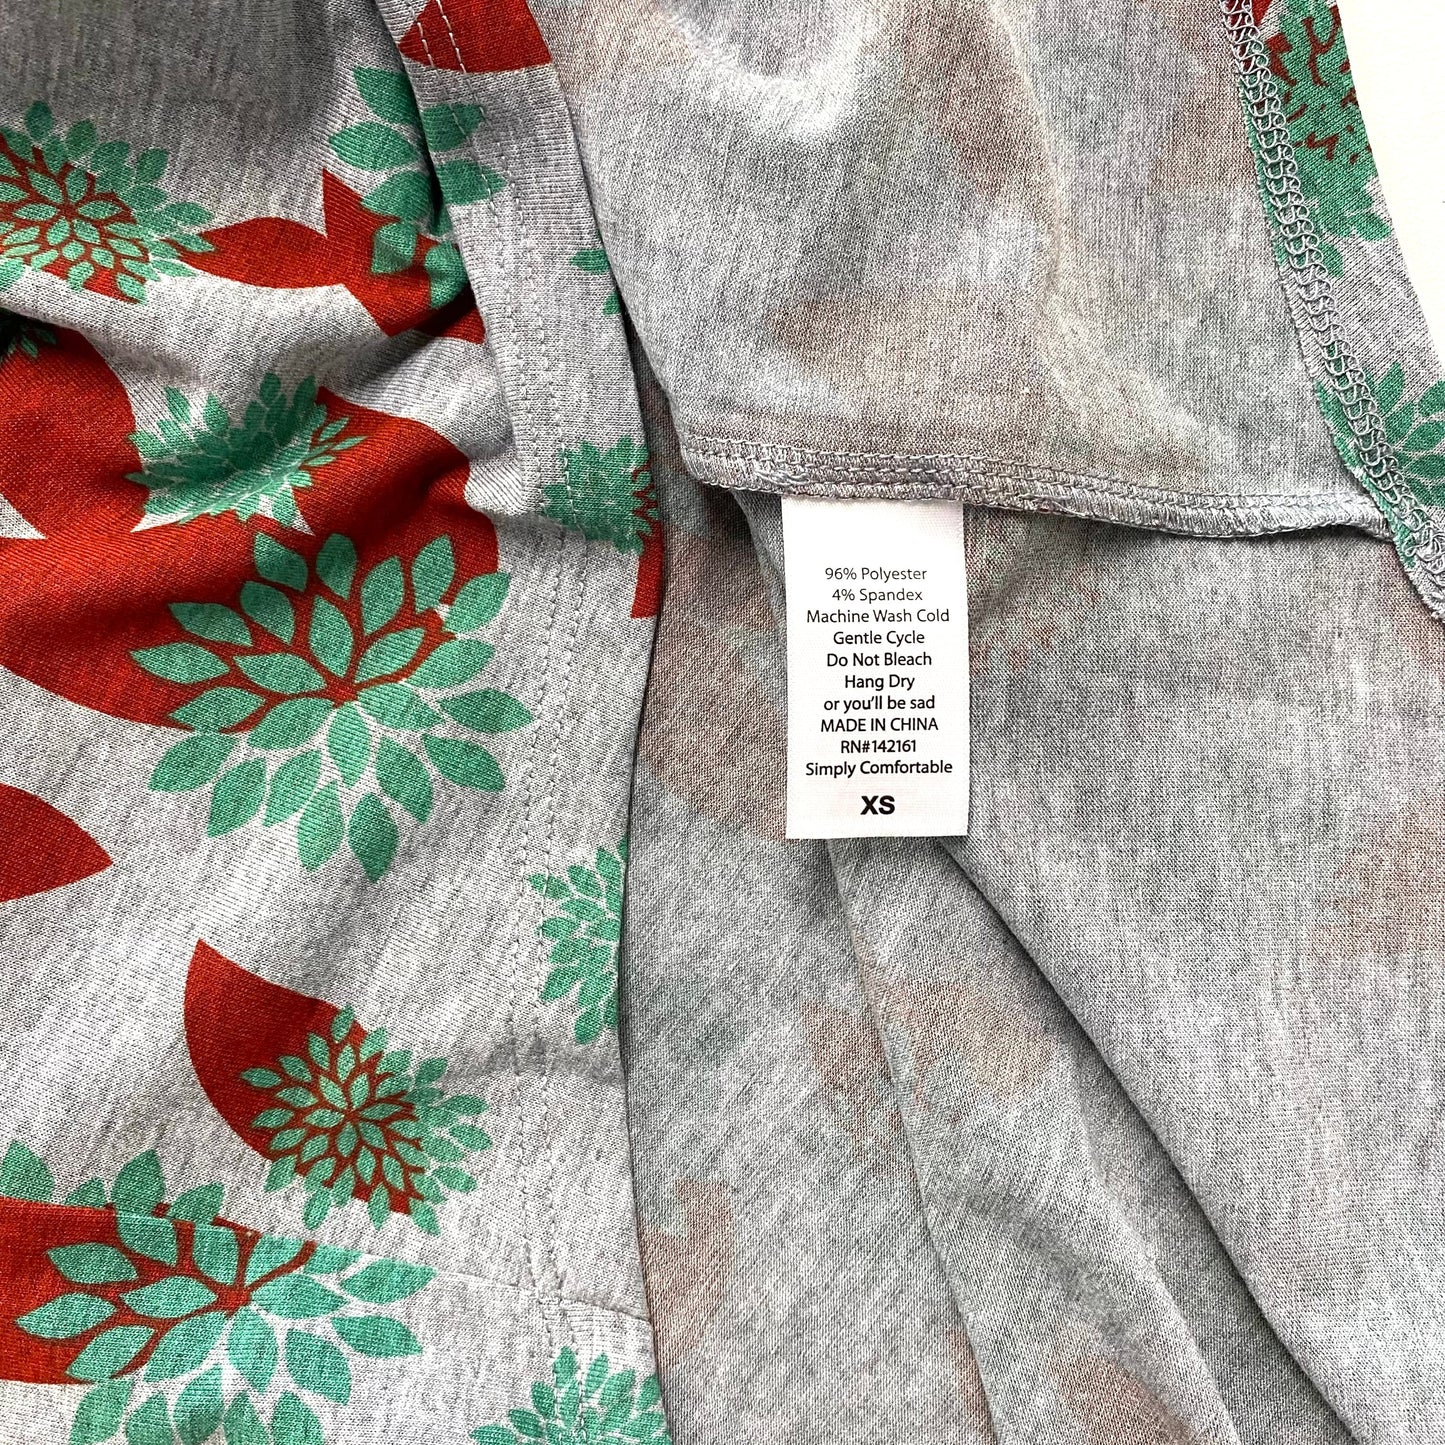 96% Polyester
4% Spandex
Machine Wash Cold
Gentle Cycle
Do Not Bleach
Hang Dry
or you'll be sad
MADE IN CHINA
RN#142161
Simply Comfortable
XS